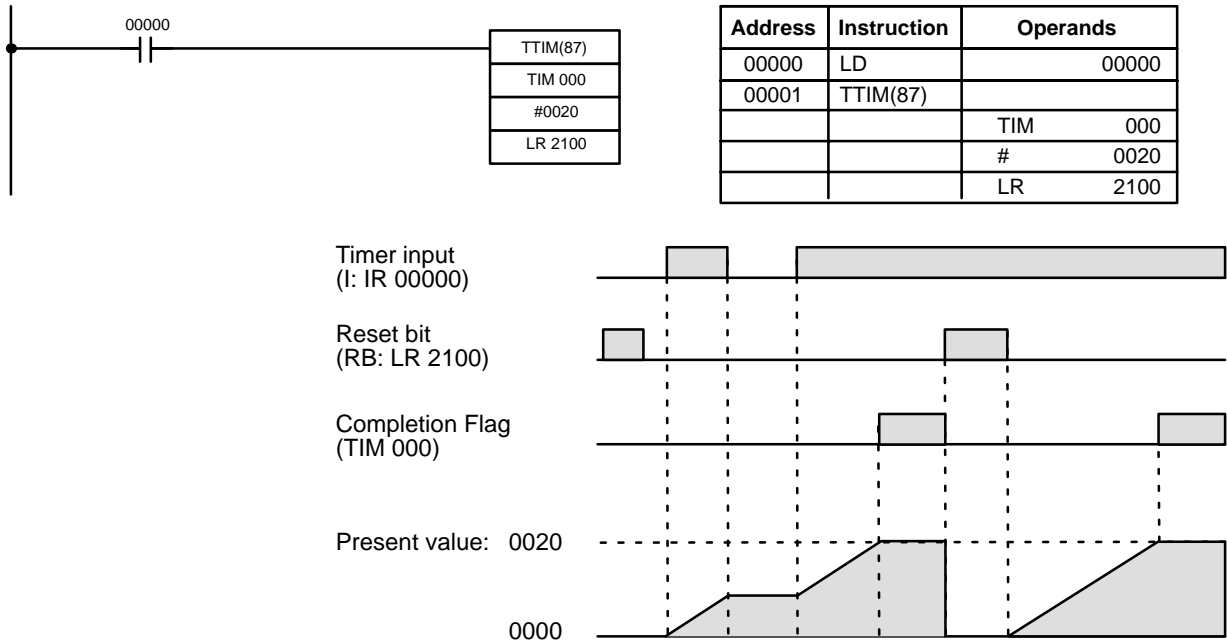 00000
TTIM(87)
TIM 000
#0020
LR 2100
Address Instruction Operands
00000 LD 00000
00001 TTIM(87)
TIM 000
# 0020
LR 2100
Timer input
(I: IR 00000)
Reset bit
(RB: LR 2100)
Completion Flag
(TIM 000)
Present value: 0020
0000